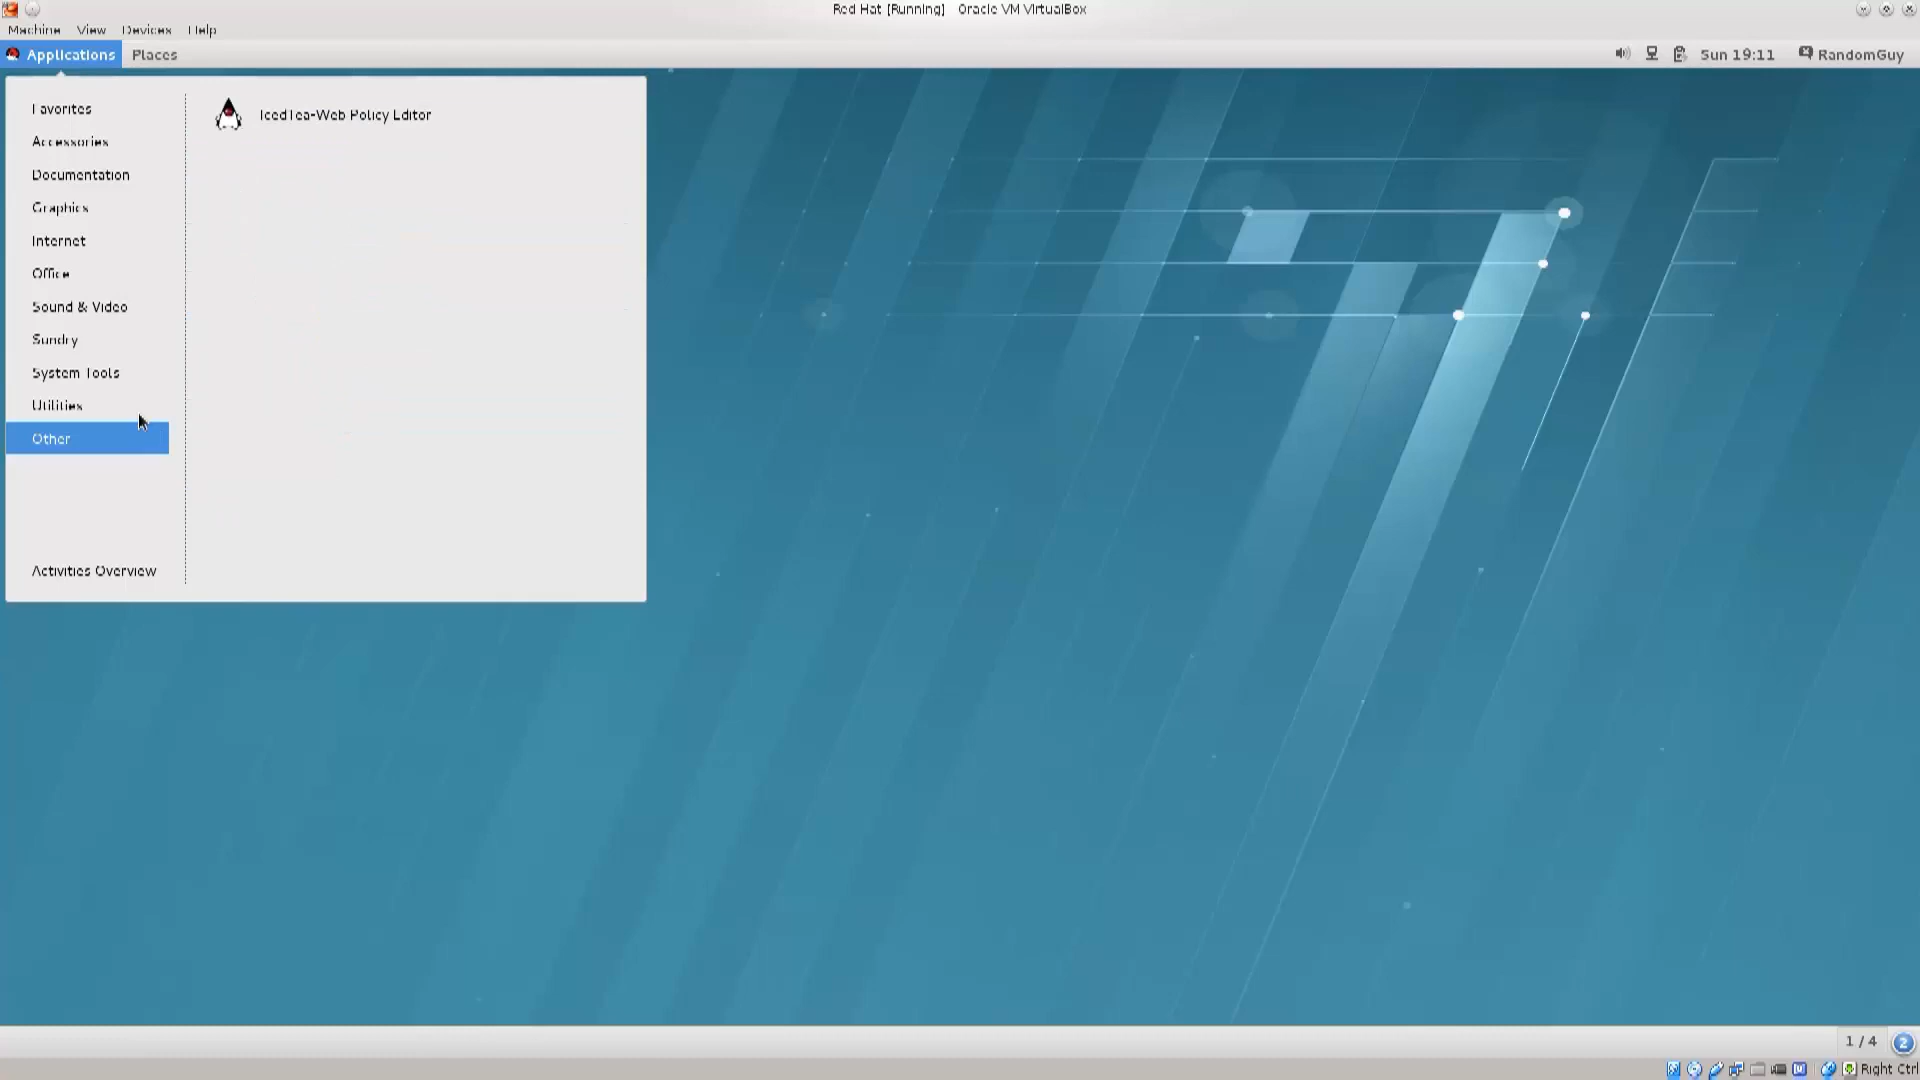 Red Hat [Running] Oracle VM VirtualBox
Machine View Devices Help
Applications Places Sun 19:11 RandomGuy
Favorites
IcedTea-Web Policy Editor
Accessories
Documentation
Graphics
Internet
Office
Sound & Video
Sundry
System Tools
Utilities
Other
Activities Overview
1 / 4 2
Right Ctrl